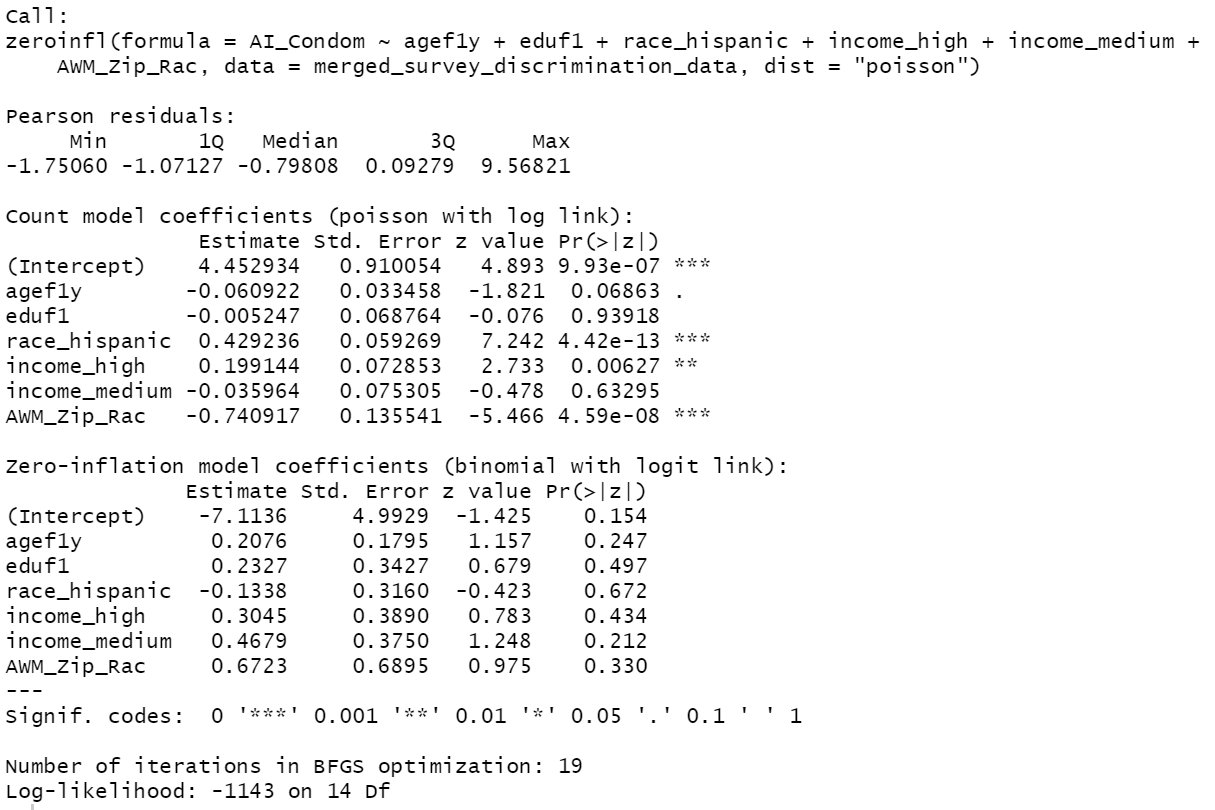 Call:
zeroinfl(formula = AI_Condom ~ agef1y + eduf1 + race_hispanic + income_high + income_medium +
    AWM_Zip_Rac, data = merged_survey_discrimination_data, dist = "poisson")

Pearson residuals:
     Min       1Q   Median       3Q      Max
-1.75060 -1.07127 -0.79808  0.09279  9.56821

Count model coefficients (poisson with log link):
               Estimate Std. Error z value Pr(>|z|)
(Intercept)    4.452934   0.910054   4.893 9.93e-07 ***
agef1y        -0.060922   0.033458  -1.821  0.06863 .
eduf1         -0.005247   0.068764  -0.076  0.93918
race_hispanic  0.429236   0.059269   7.242 4.42e-13 ***
income_high    0.199144   0.072853   2.733  0.00627 **
income_medium -0.035964   0.075305  -0.478  0.63295
AWM_Zip_Rac   -0.740917   0.135541  -5.466 4.59e-08 ***

Zero-inflation model coefficients (binomial with logit link):
              Estimate Std. Error z value Pr(>|z|)
(Intercept)    -7.1136     4.9929  -1.425    0.154
agef1y          0.2076     0.1795   1.157    0.247
eduf1           0.2327     0.3427   0.679    0.497
race_hispanic  -0.1338     0.3160  -0.423    0.672
income_high     0.3045     0.3890   0.783    0.434
income_medium   0.4679     0.3750   1.248    0.212
AWM_Zip_Rac     0.6723     0.6895   0.975    0.330
---
Signif. codes:  0 '***' 0.001 '**' 0.01 '*' 0.05 '.' 0.1 ' ' 1

Number of iterations in BFGS optimization: 19
Log-likelihood: -1143 on 14 Df